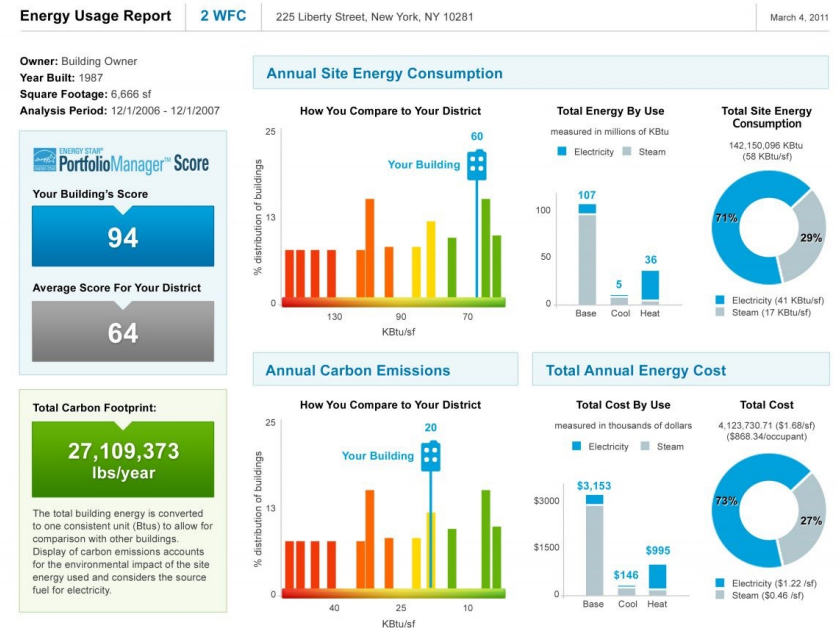 Energy Usage Report
2 WFC
225 Liberty Street, New York, NY 10281
March 4, 2011
Owner: Building Owner
Year Built: 1987
Square Footage: 6,666 sf
Analysis Period: 12/1/2006 - 12/1/2007
ENERGY STAR®
PortfolioManager™ Score
Your Building's Score
94
Average Score For Your District
64
Total Carbon Footprint:
27,109,373
lbs/year
The total building energy is converted
to one consistent unit (Btus) to allow for
comparison with other buildings.
Display of carbon emissions accounts
for the environmental impact of the site
energy used and considers the source
fuel for electricity.
Annual Site Energy Consumption
How You Compare to Your District
% distribution of buildings
25
13
0
60
Your Building
130 90 70
KBtu/sf
Total Energy By Use
measured in millions of KBtu
Electricity Steam
100
50
0
107
5
36
Base Cool Heat
Total Site Energy
Consumption
142,150,096 KBtu
(58 KBtu/sf)
71%
29%
Electricity (41 KBtu/sf)
Steam (17 KBtu/sf)
Annual Carbon Emissions
How You Compare to Your District
% distribution of buildings
25
13
0
20
Your Building
40 25 10
KBtu/sf
Total Annual Energy Cost
Total Cost By Use
measured in thousands of dollars
Electricity Steam
$3000
$1500
0
$3,153
$146
$995
Base Cool Heat
Total Cost
4,123,730.71 ($1.68/sf)
($868.34/occupant)
73%
27%
Electricity ($1.22 /sf)
Steam ($0.46 /sf)